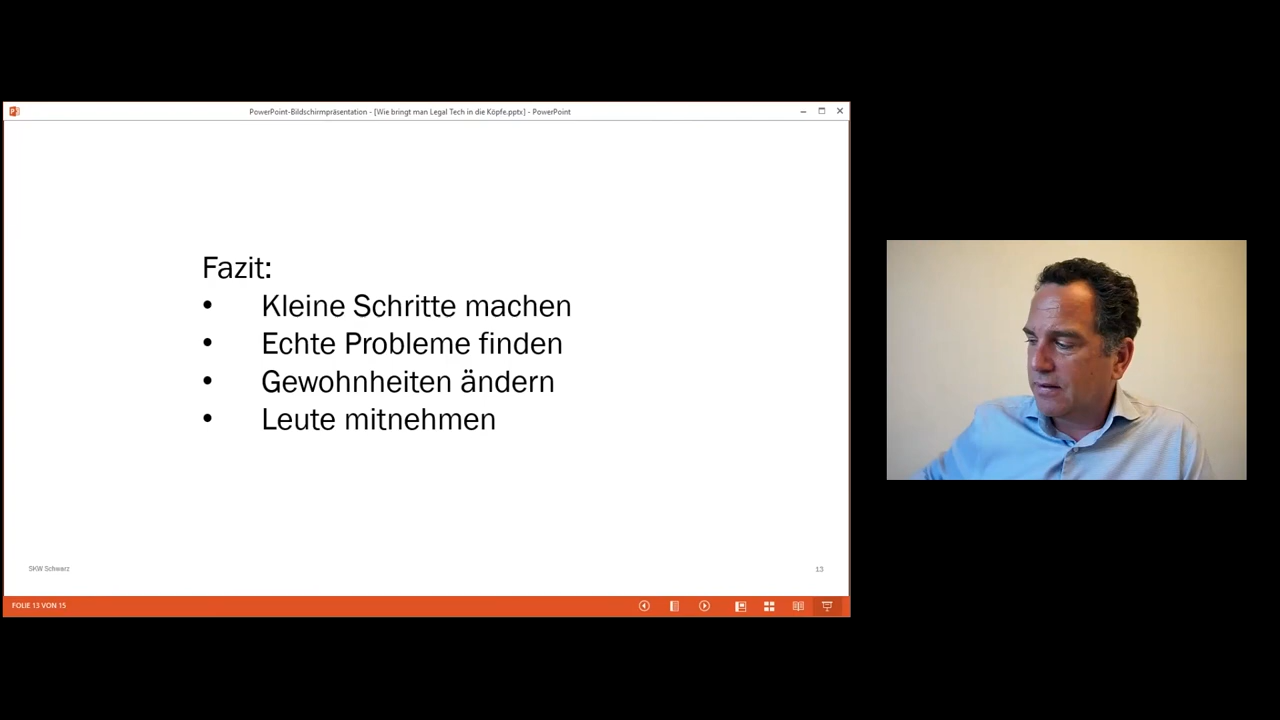 PowerPoint-Bildschirmpräsentation - [Wie bringt man Legal Tech in die Köpfe.pptx] - PowerPoint
Fazit:
• Kleine Schritte machen
• Echte Probleme finden
• Gewohnheiten ändern
• Leute mitnehmen
SKW Schwarz
13
FOLIE 13 VON 15